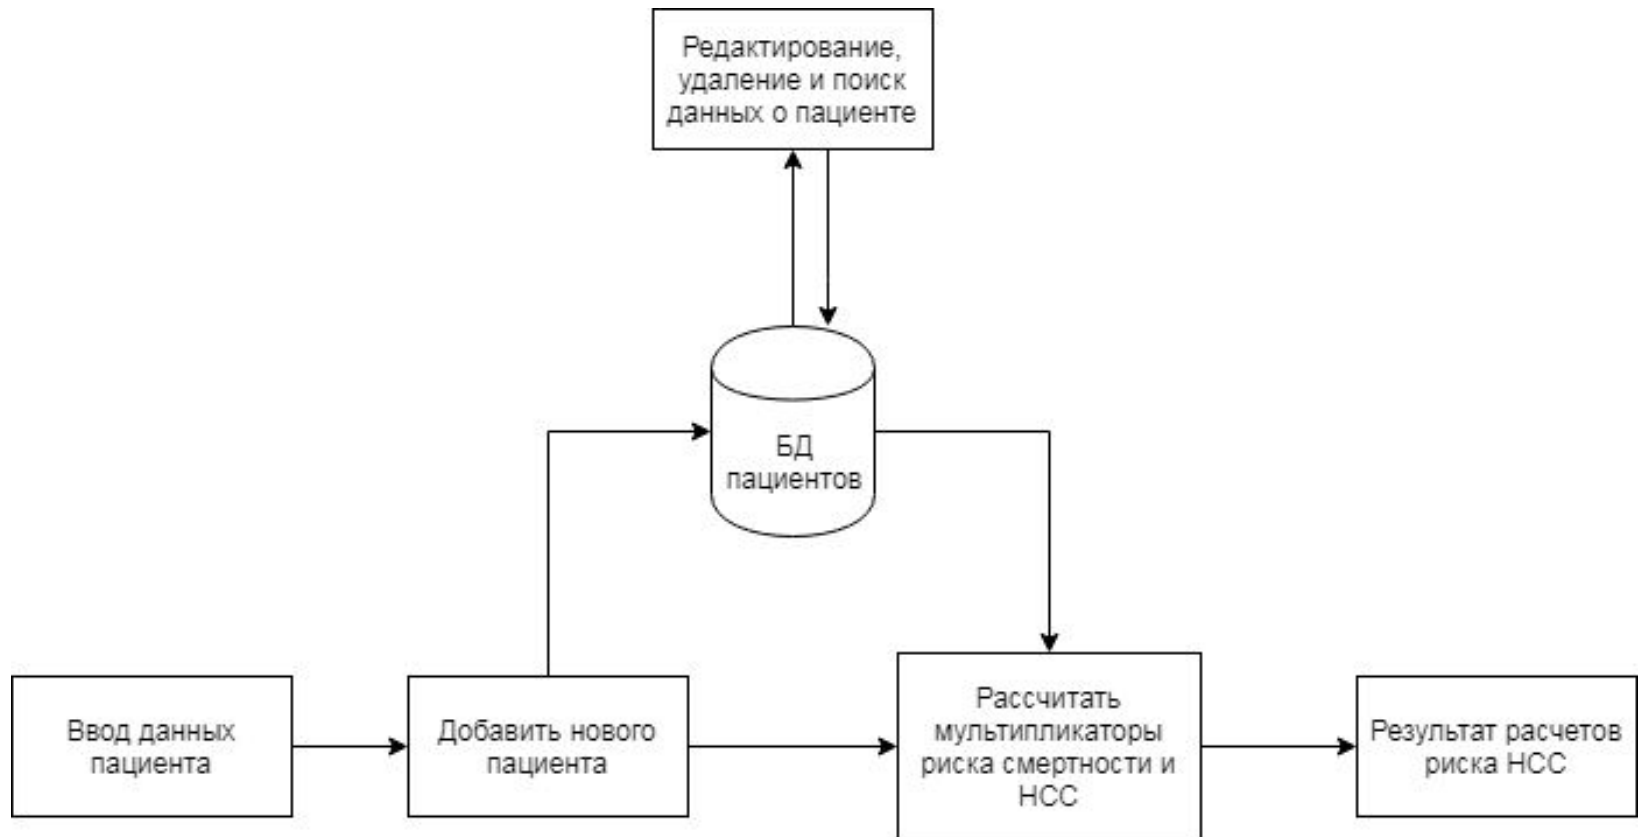 Редактирование,
удаление и поиск
данных о пациенте
БД
пациентов
Ввод данных
пациента
Добавить нового
пациента
Рассчитать
мультипликаторы
риска смертности и
НСС
Результат расчетов
риска НСС